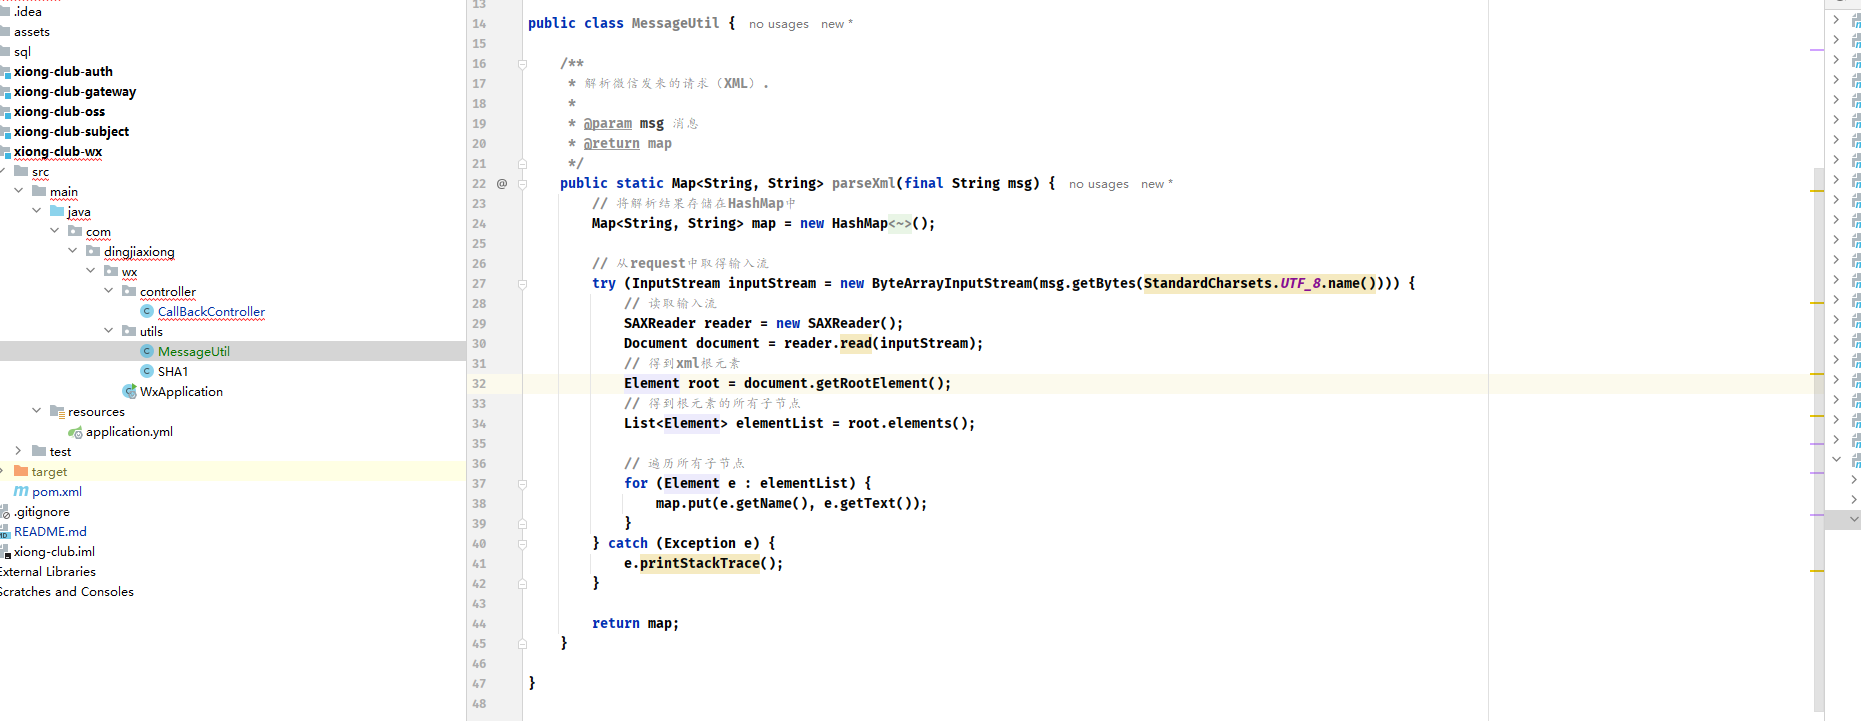 .idea
assets
sql
xiong-club-auth
xiong-club-gateway
xiong-club-oss
xiong-club-subject
xiong-club-wx
src
main
java
com
dingjiaxiong
wx
controller
CallBackController
utils
MessageUtil
SHA1
WxApplication
resources
application.yml
test
target
pom.xml
.gitignore
README.md
xiong-club.iml
External Libraries
Scratches and Consoles
13
14 public class MessageUtil { no usages new *
15
16 /**
17 * 解析微信发来的请求（XML）.
18 *
19 * @param msg 消息
20 * @return map
21 */
22 @ public static Map<String, String> parseXml(final String msg) { no usages new *
23 // 将解析结果存储在HashMap中
24 Map<String, String> map = new HashMap<~>();
25
26 // 从request中取得输入流
27 try (InputStream inputStream = new ByteArrayInputStream(msg.getBytes(StandardCharsets.UTF_8.name()))) {
28 // 读取输入流
29 SAXReader reader = new SAXReader();
30 Document document = reader.read(inputStream);
31 // 得到xml根元素
32 Element root = document.getRootElement();
33 // 得到根元素的所有子节点
34 List<Element> elementList = root.elements();
35
36 // 遍历所有子节点
37 for (Element e : elementList) {
38 map.put(e.getName(), e.getText());
39 }
40 } catch (Exception e) {
41 e.printStackTrace();
42 }
43
44 return map;
45 }
46
47 }
48